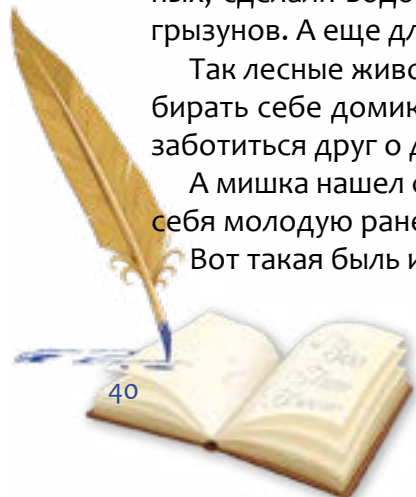 ных, сделали водо
грызунов. А еще дл
Так лесные живо
бирать себе домик
заботиться друг о д
А мишка нашел с
себя молодую ране
Вот такая быль и
40